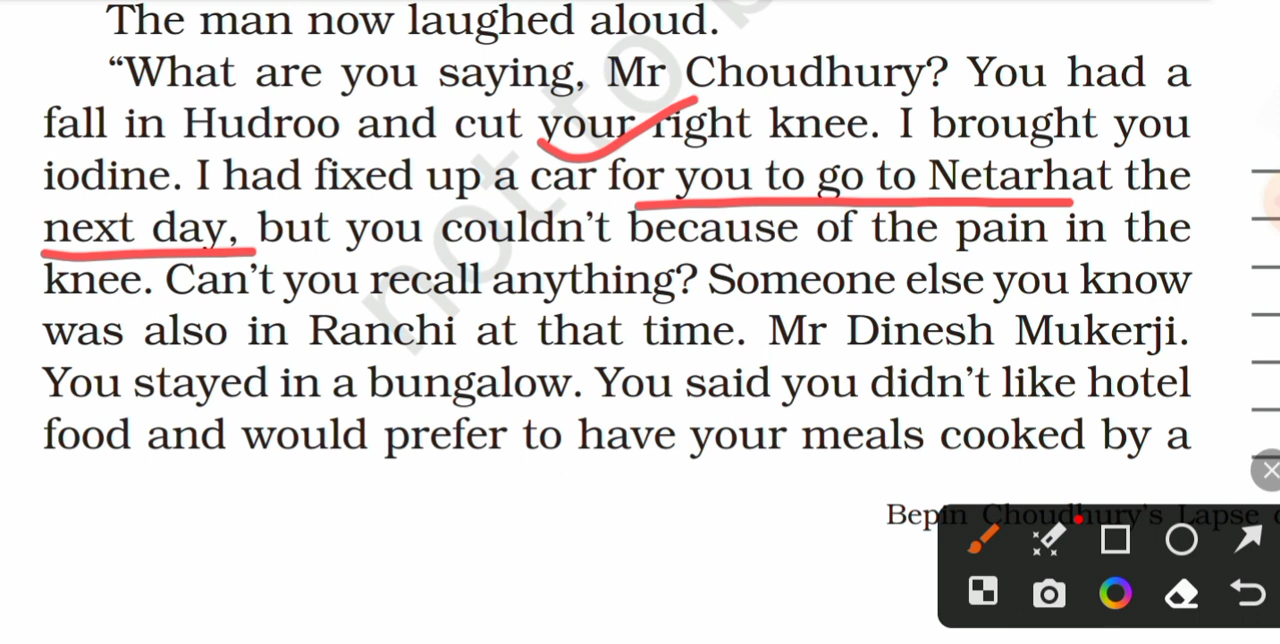 The man now laughed aloud.
“What are you saying, Mr Choudhury? You had a
fall in Hudroo and cut your right knee. I brought you
iodine. I had fixed up a car for you to go to Netarhat the
next day, but you couldn’t because of the pain in the
knee. Can’t you recall anything? Someone else you know
was also in Ranchi at that time. Mr Dinesh Mukerji.
You stayed in a bungalow. You said you didn’t like hotel
food and would prefer to have your meals cooked by a
Bepin Choudhury’s Lapse
not to b